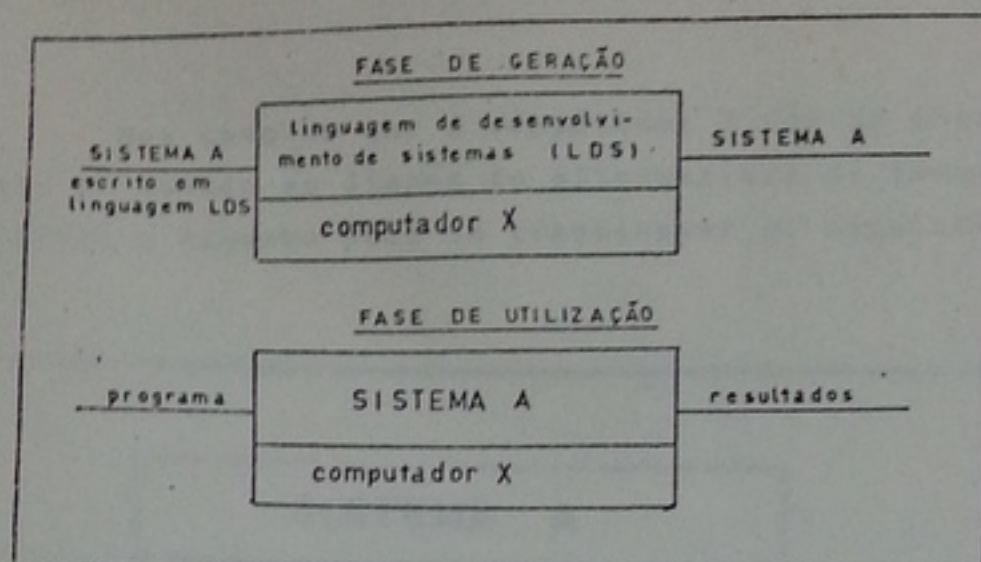 FASE DE GERAÇÃO
SISTEMA A
escrito em
linguagem LDS
linguagem de desenvolvi-
mento de sistemas (LDS)
computador X
SISTEMA A
FASE DE UTILIZAÇÃO
programa
SISTEMA A
computador X
resultados